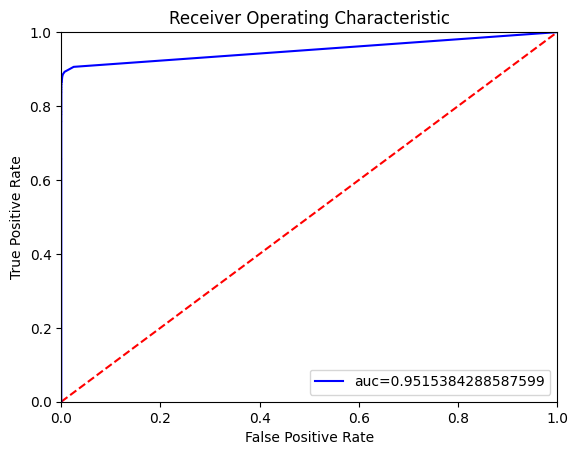 Receiver Operating Characteristic
1.0
0.8
0.6
0.4
0.2
0.0
True Positive Rate
auc=0.9515384288587599
0.0 0.2 0.4 0.6 0.8 1.0
False Positive Rate